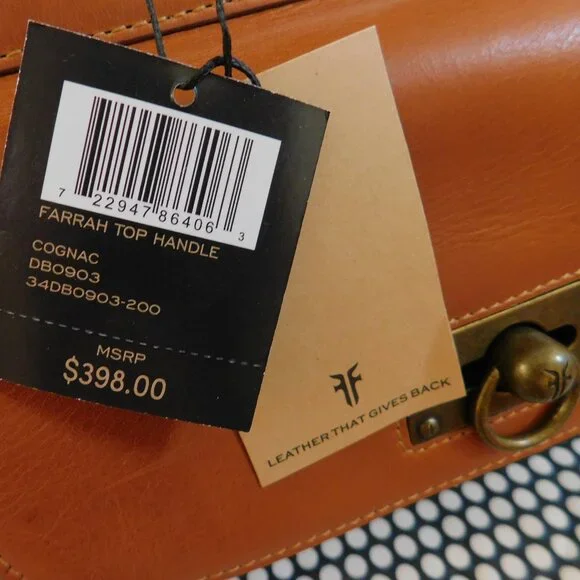 7 22947 86406 3
FARRAH TOP HANDLE
COGNAC
DB0903
34DB0903-200
MSRP
$398.00
LEATHER THAT GIVES BACK